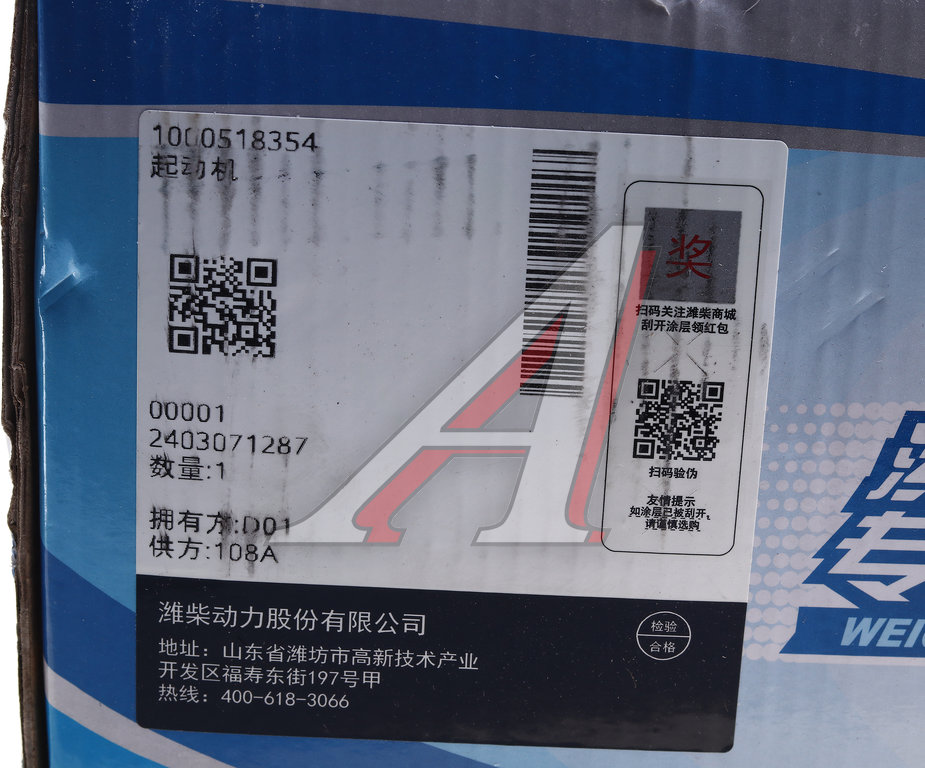 1000518354
起动机
00001
2403071287
数量:1
拥有方:D01
供方:108A
奖
扫码关注潍柴商城
刮开涂层领红包
扫码验伪
友情提示
如涂层已被刮开,
请谨慎选购
潍柴动力股份有限公司
地址：山东省潍坊市高新技术产业
开发区福寿东街197号甲
热线：400-618-3066
检验
合格
专